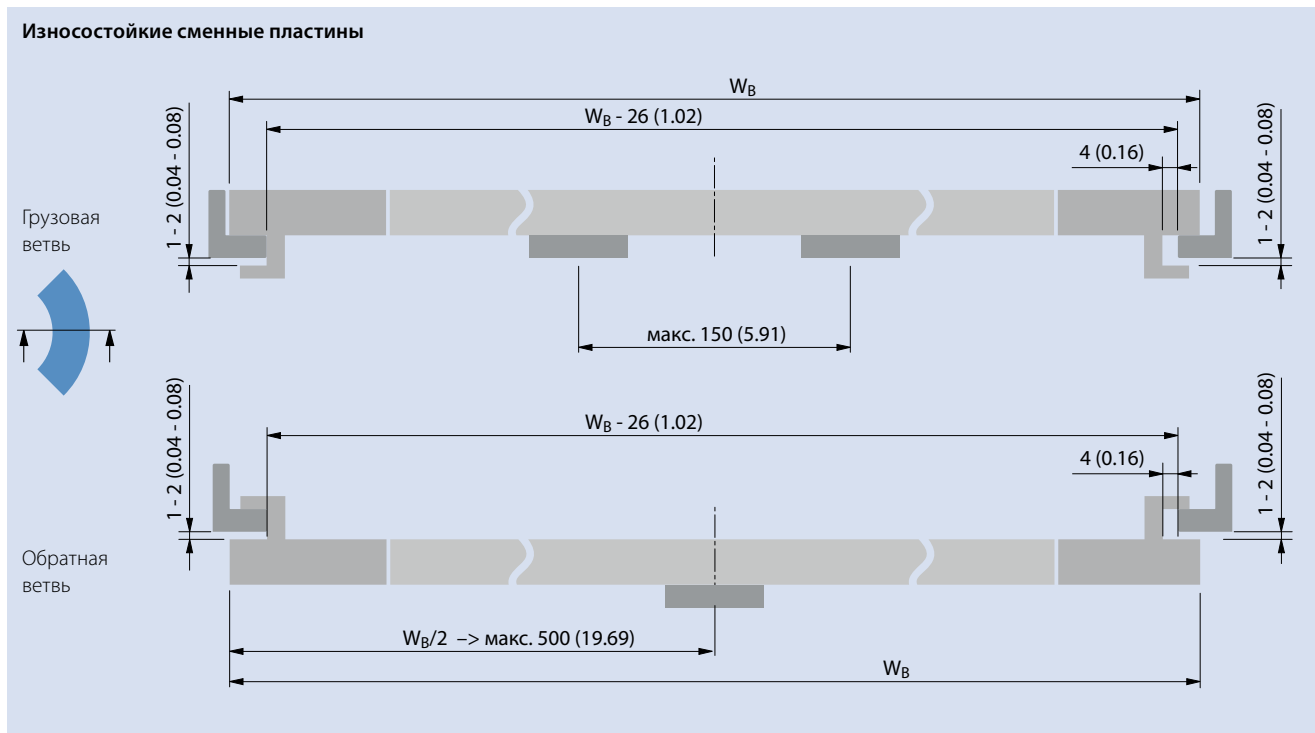 Износостойкие сменные пластины
W_B
W_B - 26 (1.02)
4 (0.16)
1 - 2 (0.04 - 0.08)
1 - 2 (0.04 - 0.08)
Грузовая
ветвь
макс. 150 (5.91)
W_B - 26 (1.02)
4 (0.16)
1 - 2 (0.04 - 0.08)
1 - 2 (0.04 - 0.08)
Обратная
ветвь
W_B/2 –> макс. 500 (19.69)
W_B